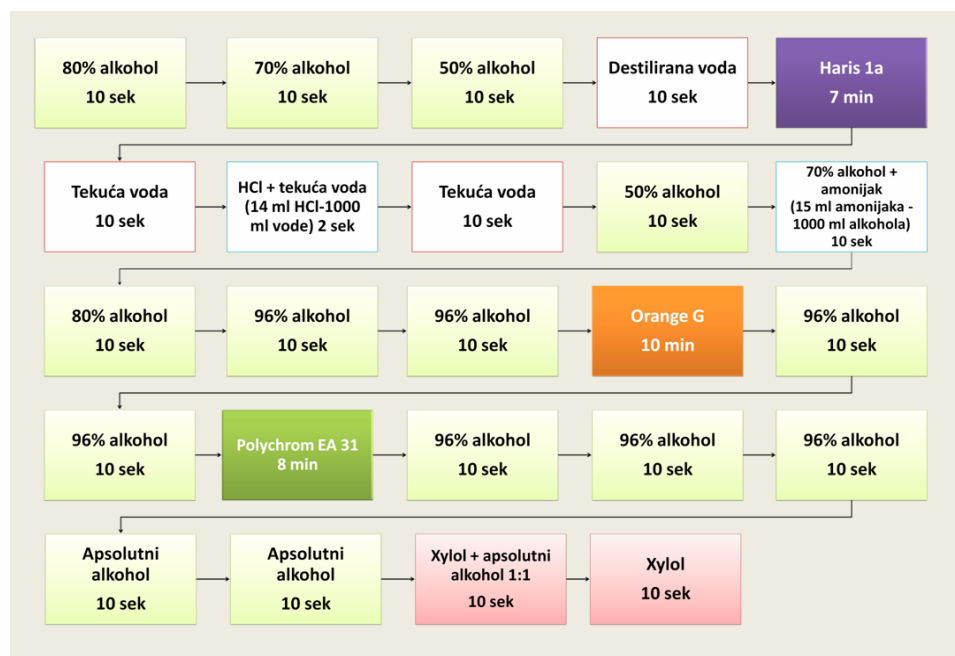 80% alkohol
10 sek
70% alkohol
10 sek
50% alkohol
10 sek
Destilirana voda
10 sek
Haris 1a
7 min
Tekuća voda
10 sek
HCl + tekuća voda
(14 ml HCl-1000
ml vode) 2 sek
Tekuća voda
10 sek
50% alkohol
10 sek
70% alkohol +
amonijak
(15 ml amonijaka -
1000 ml alkohola)
10 sek
80% alkohol
10 sek
96% alkohol
10 sek
96% alkohol
10 sek
Orange G
10 min
96% alkohol
10 sek
96% alkohol
10 sek
Polychrom EA 31
8 min
96% alkohol
10 sek
96% alkohol
10 sek
96% alkohol
10 sek
Apsolutni
alkohol
10 sek
Apsolutni
alkohol
10 sek
Xylol + apsolutni
alkohol 1:1
10 sek
Xylol
10 sek